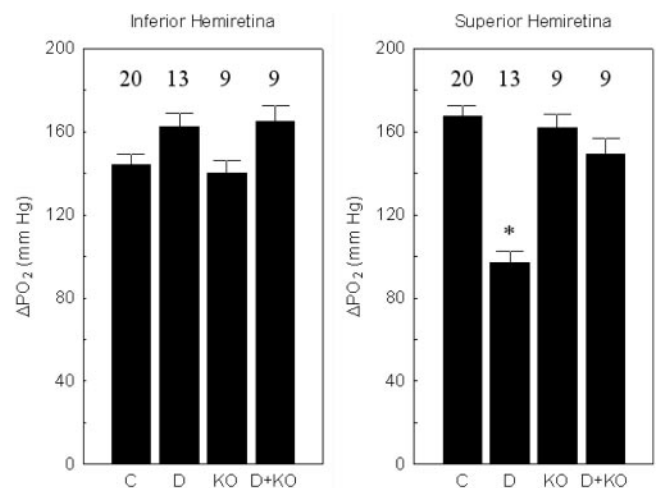 Inferior Hemiretina
200
160
120
80
40
0
ΔPO₂ (mm Hg)
20 13 9 9
C D KO D+KO
Superior Hemiretina
200
160
120
80
40
0
ΔPO₂ (mm Hg)
20 13 9 9
*
C D KO D+KO